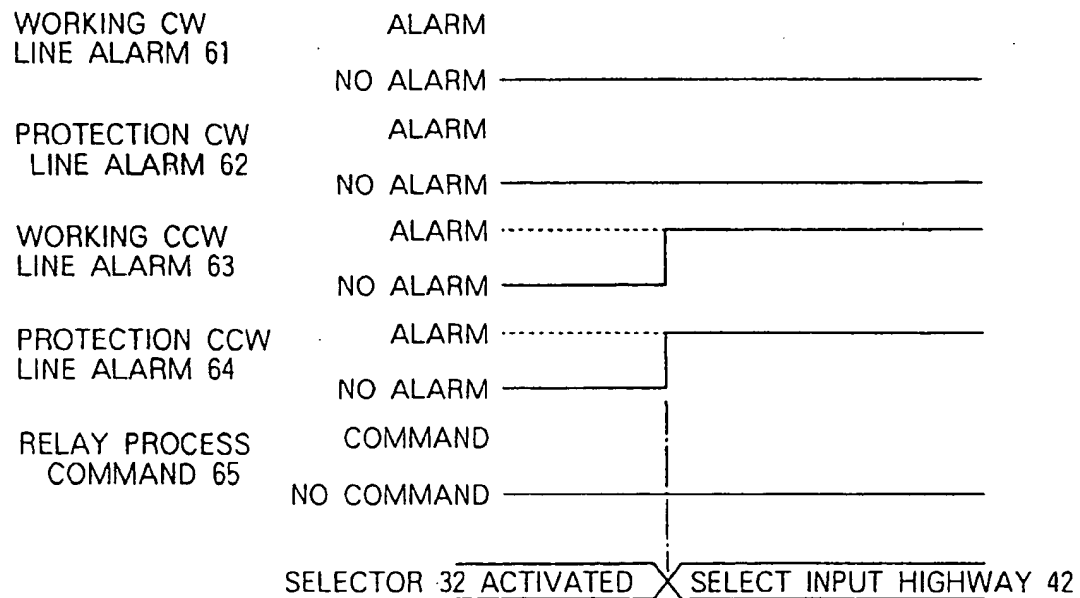 WORKING CW
LINE ALARM 61
ALARM
NO ALARM
PROTECTION CW
LINE ALARM 62
ALARM
NO ALARM
WORKING CCW
LINE ALARM 63
ALARM
NO ALARM
PROTECTION CCW
LINE ALARM 64
ALARM
NO ALARM
RELAY PROCESS
COMMAND 65
COMMAND
NO COMMAND
SELECTOR 32 ACTIVATED SELECT INPUT HIGHWAY 42